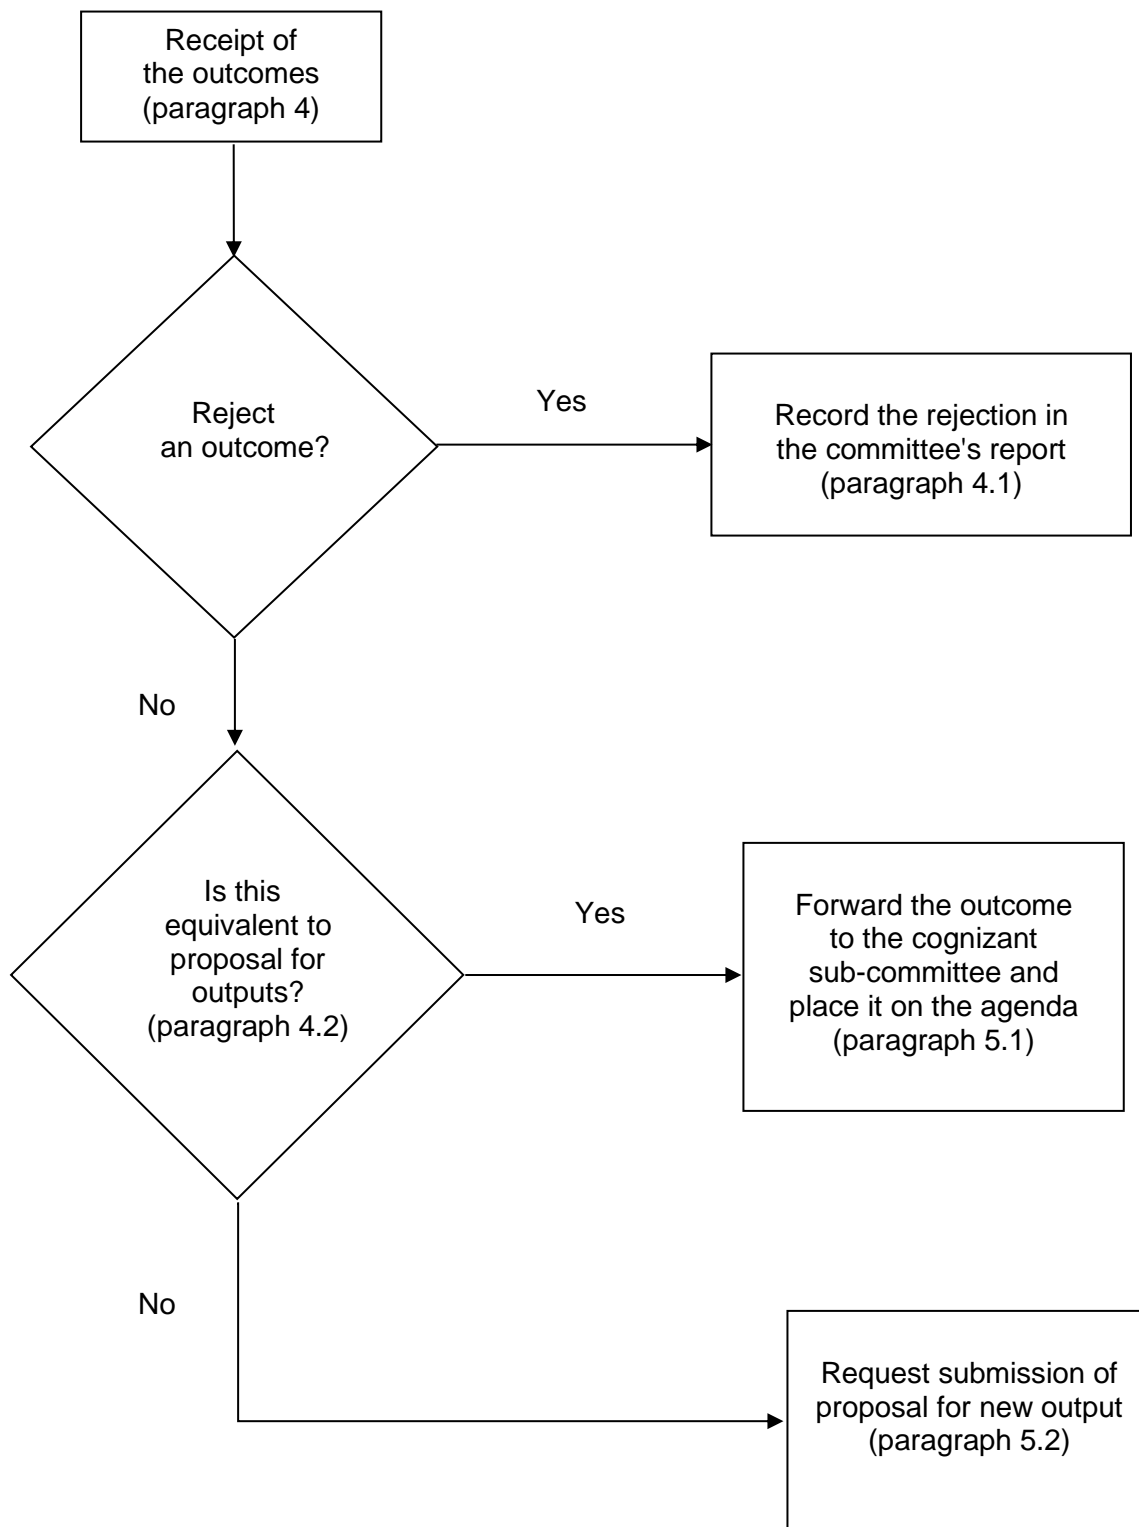 Receipt of
the outcomes
(paragraph 4)
Reject
an outcome?
Yes
Record the rejection in
the committee's report
(paragraph 4.1)
No
Is this
equivalent to
proposal for
outputs?
(paragraph 4.2)
Yes
Forward the outcome
to the cognizant
sub-committee and
place it on the agenda
(paragraph 5.1)
No
Request submission of
proposal for new output
(paragraph 5.2)